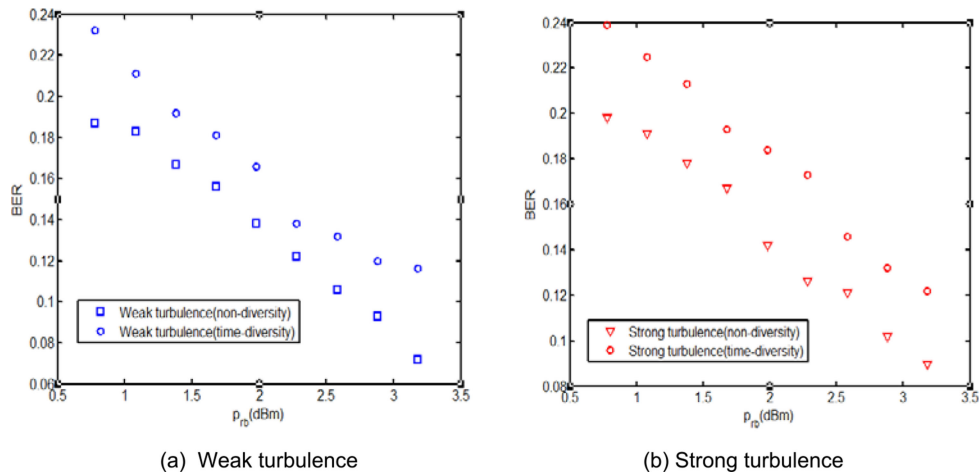 0.24
0.22
0.2
0.18
0.16
0.14
0.12
0.1
0.08
0.06
BER
0.5 1 1.5 2 2.5 3 3.5
p_rb(dBm)
Weak turbulence(non-diversity)
Weak turbulence(time-diversity)
(a) Weak turbulence
0.24
0.22
0.2
0.18
0.16
0.14
0.12
0.1
0.08
BER
0.5 1 1.5 2 2.5 3 3.5
p_rb(dBm)
Strong turbulence(non-diversity)
Strong turbulence(time-diversity)
(b) Strong turbulence